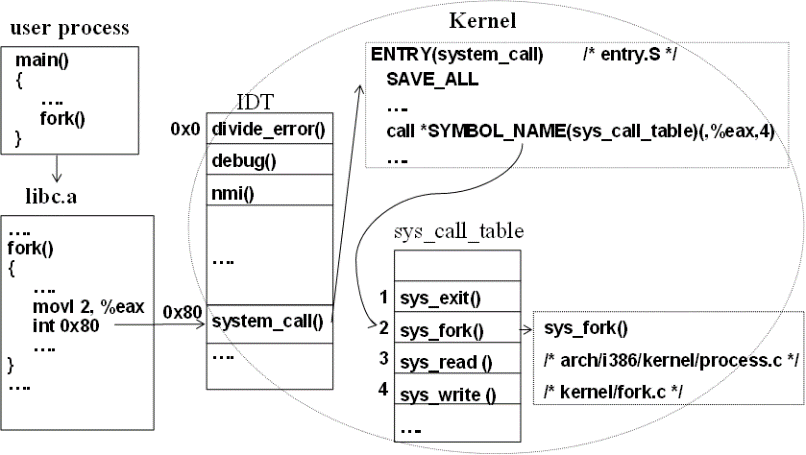 user process
main()
{
....
fork()
}
libc.a
....
fork()
{
....
movl 2, %eax
int 0x80
....
}
....
IDT
0x0
divide_error()
debug()
nmi()
....
0x80
system_call()
....
Kernel
ENTRY(system_call) /* entry.S */
SAVE_ALL
....
call *SYMBOL_NAME(sys_call_table)(,%eax,4)
....
sys_call_table
1 sys_exit()
2 sys_fork()
3 sys_read ()
4 sys_write ()
....
sys_fork()
/* arch/i386/kernel/process.c */
/* kernel/fork.c */